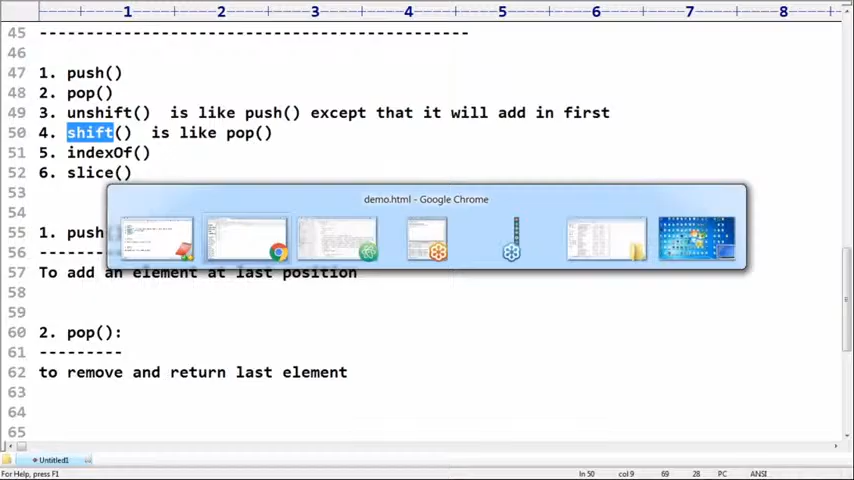 1 2 3 4 5 6 7 8
45 ----------------------------------------------
46
47 1. push()
48 2. pop()
49 3. unshift()  is like push() except that it will add in first
50 4. shift()  is like pop()
51 5. indexOf()
52 6. slice()
53
demo.html - Google Chrome
54
55 1. push
56 ---------
57 To add an element at last position
58
59
60 2. pop():
61 ---------
62 to remove and return last element
63
64
65
Untitled1
For Help, press F1 ln 50 col 9 69 28 PC ANSI